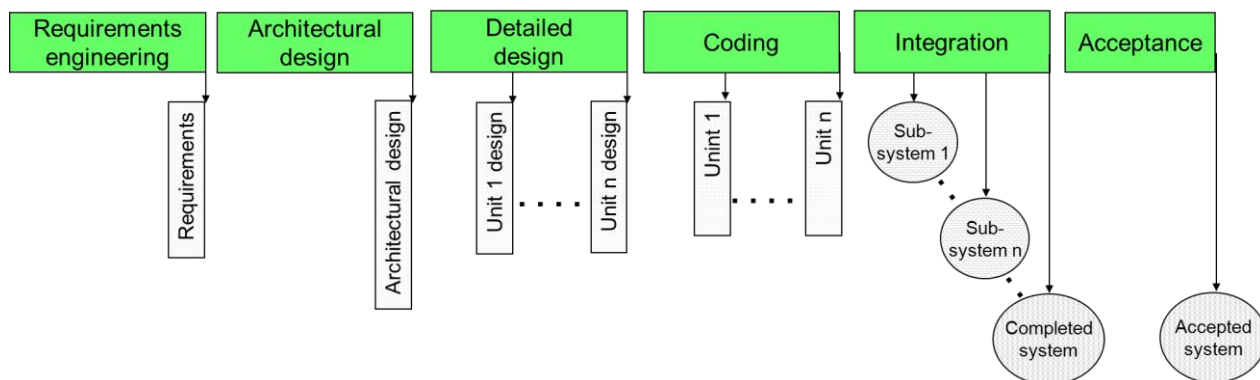 Requirements
engineering
Architectural
design
Detailed
design
Coding
Integration
Acceptance
Requirements
Architectural design
Unit 1 design
Unit n design
Unint 1
Unit n
Sub-
system 1
Sub-
system n
Completed
system
Accepted
system